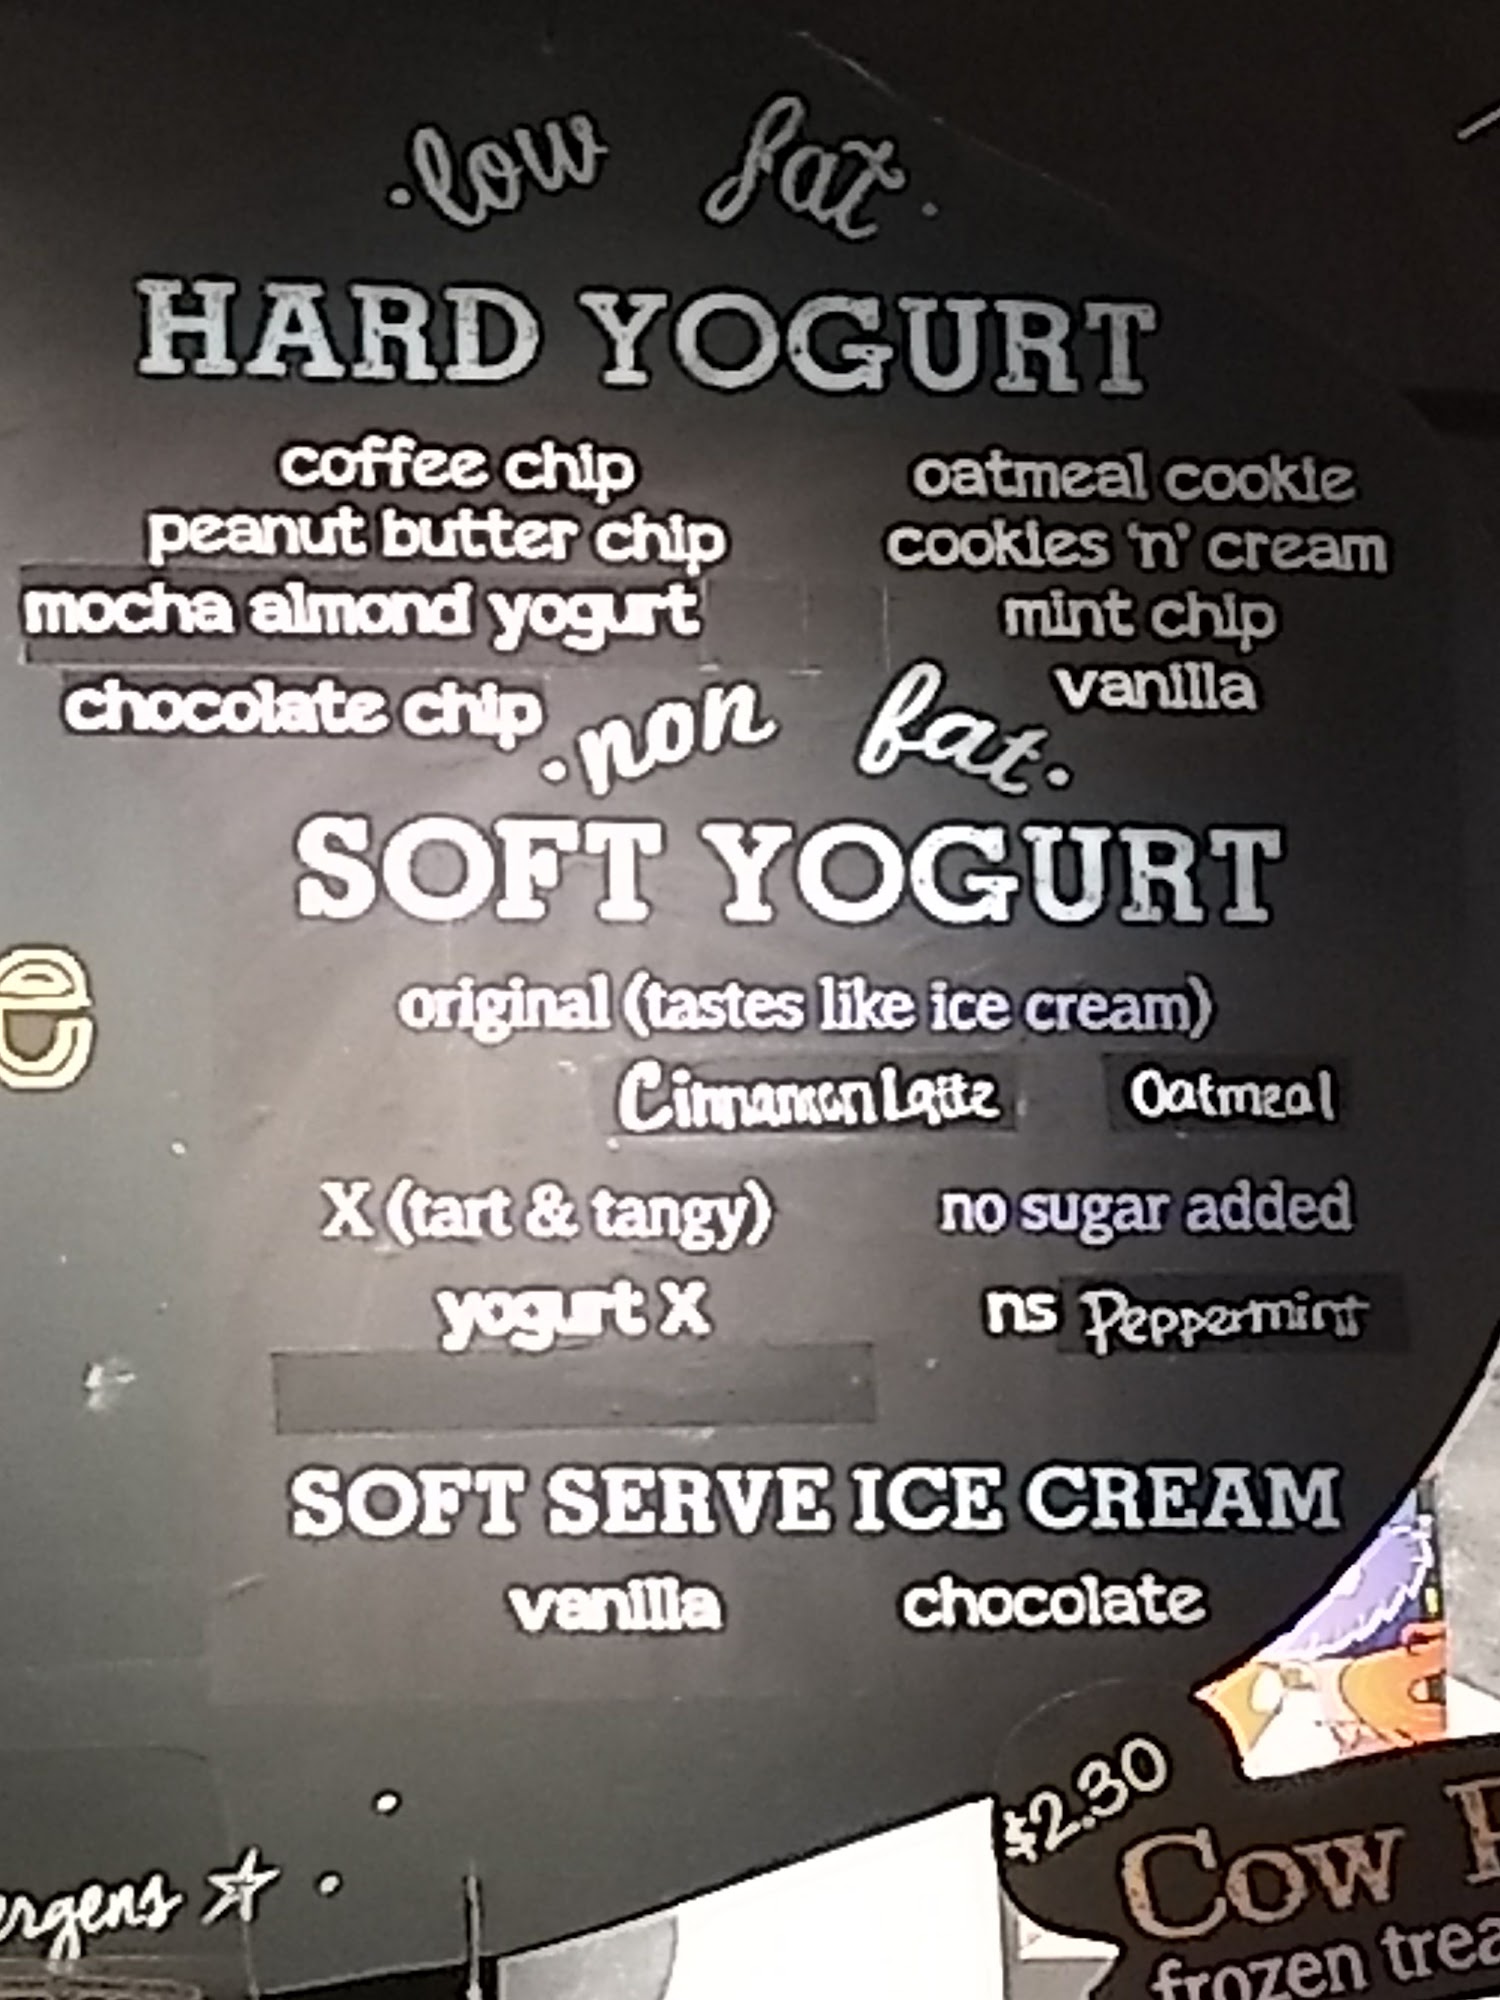 ·low fat·
HARD YOGURT
coffee chip
peanut butter chip
mocha almond yogurt
chocolate chip
oatmeal cookie
cookies 'n' cream
mint chip
vanilla
·non fat·
SOFT YOGURT
original (tastes like ice cream)
Cinnamon Latte Oatmeal
X (tart & tangy) no sugar added
yogurt X ns Peppermint
SOFT SERVE ICE CREAM
vanilla chocolate
$2.30
Cow
frozen